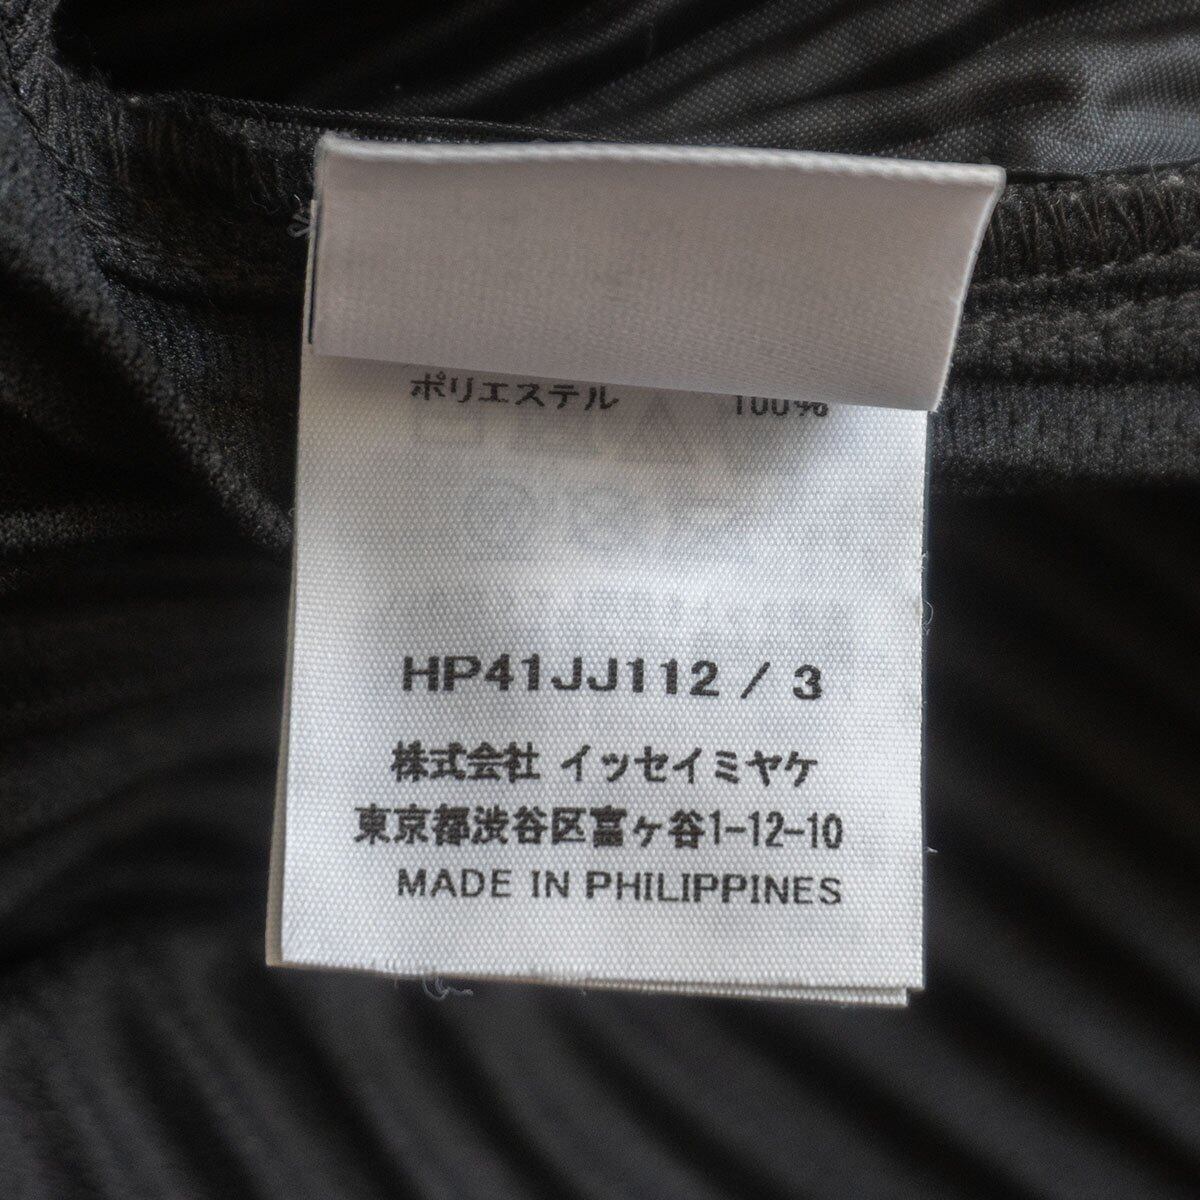 ポリエステル 100%
HP41JJ112 / 3
株式会社 イッセイミヤケ
東京都渋谷区富ヶ谷1-12-10
MADE IN PHILIPPINES